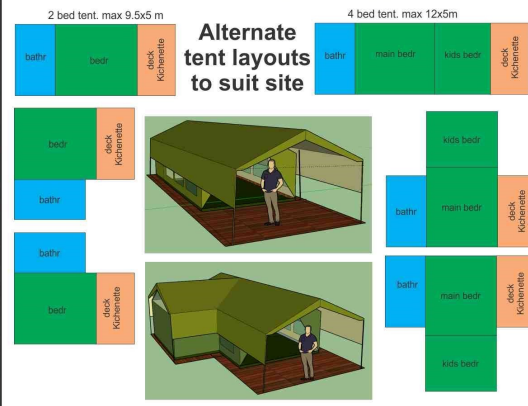 2 bed tent. max 9.5x5 m
4 bed tent. max 12x5m
Alternate
tent layouts
to suit site
bathr
bedr
deck
Kichenette
bathr
main bedr
kids bedr
deck
Kichenette
bedr
deck
Kichenette
bathr
kids bedr
bathr
main bedr
deck
Kichenette
bathr
bedr
deck
Kichenette
bathr
main bedr
deck
Kichenette
kids bedr